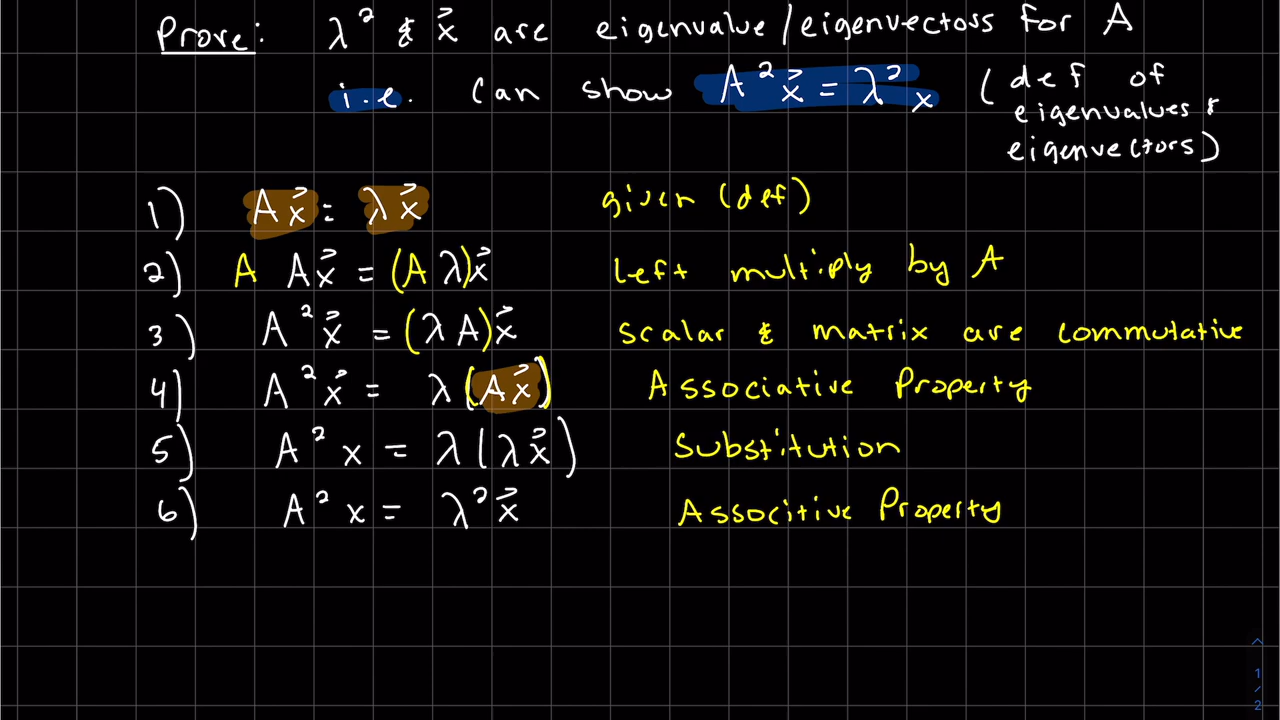 Prove: λ² & x⃗ are eigenvalue/eigenvectors for A
i.e. can show A²x⃗ = λ²x (def of
eigenvalues &
eigenvectors)
1) Ax⃗ = λx⃗ given (def)
2) A Ax⃗ = (Aλ)x⃗ left multiply by A
3) A²x⃗ = (λA)x⃗ scalar & matrix are commutative
4) A²x⃗ = λ(Ax⃗) Associative Property
5) A²x = λ(λx⃗) Substitution
6) A²x = λ²x⃗ Associtive Property
^
1
/
2